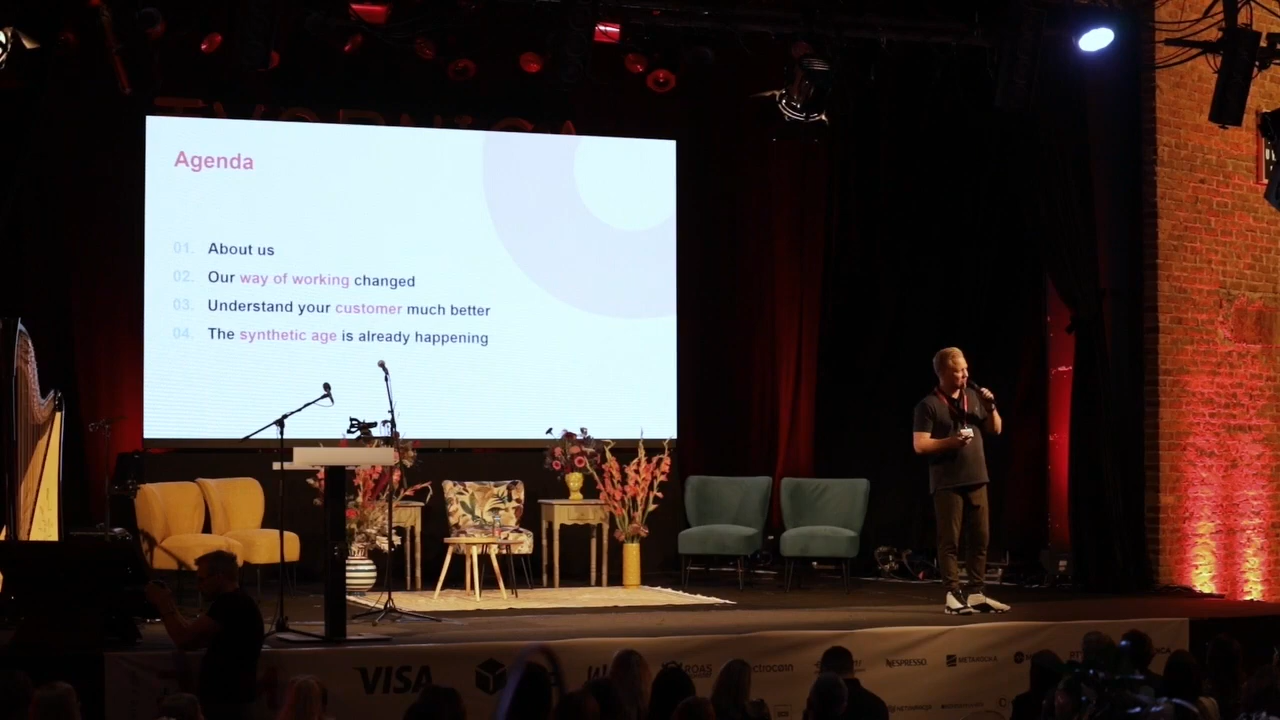 Agenda
01. About us
02. Our way of working changed
03. Understand your customer much better
04. The synthetic age is already happening
VISA
ROAS
NESPRESSO